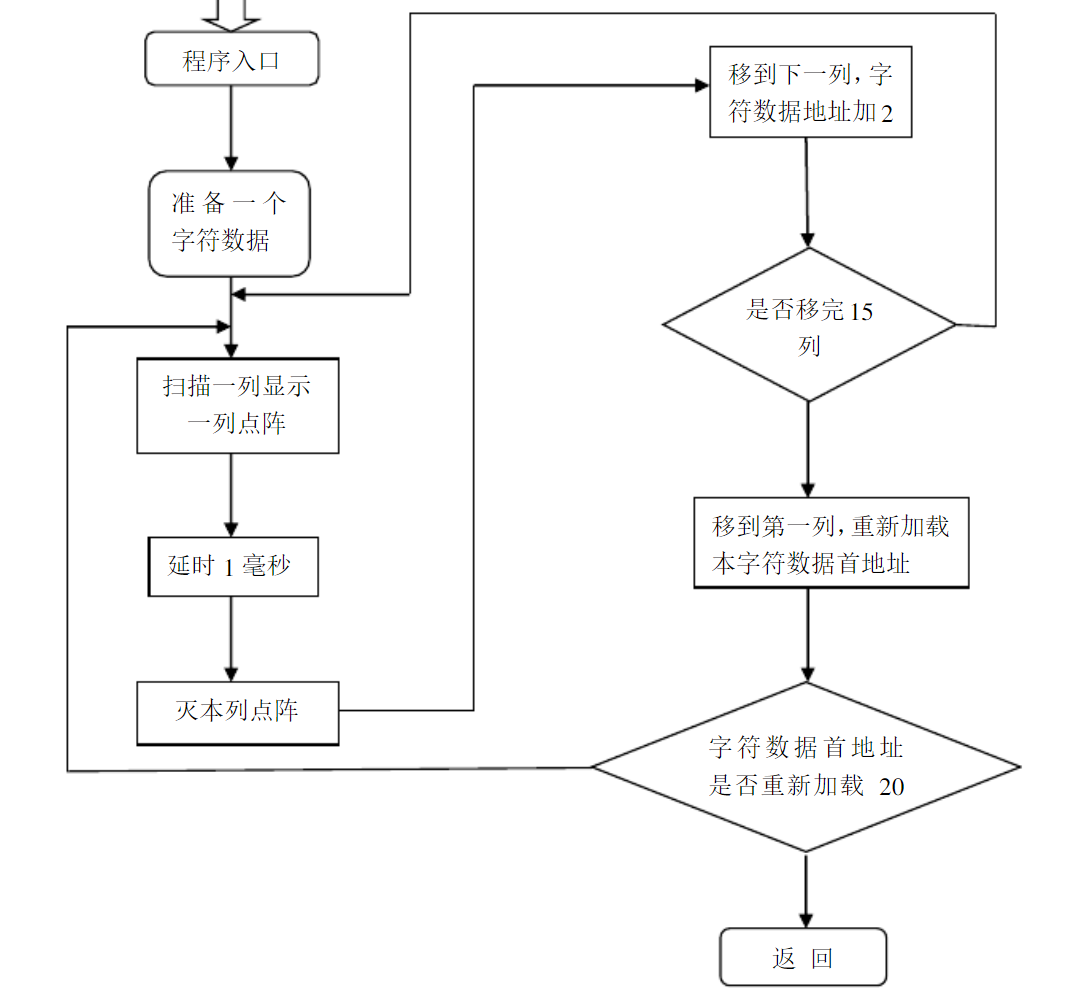 程序入口
准备一个
字符数据
扫描一列显示
一列点阵
延时1毫秒
灭本列点阵
移到下一列，字
符数据地址加2
是否移完15
列
移到第一列，重新加载
本字符数据首地址
字符数据首地址
是否重新加载 20
返 回